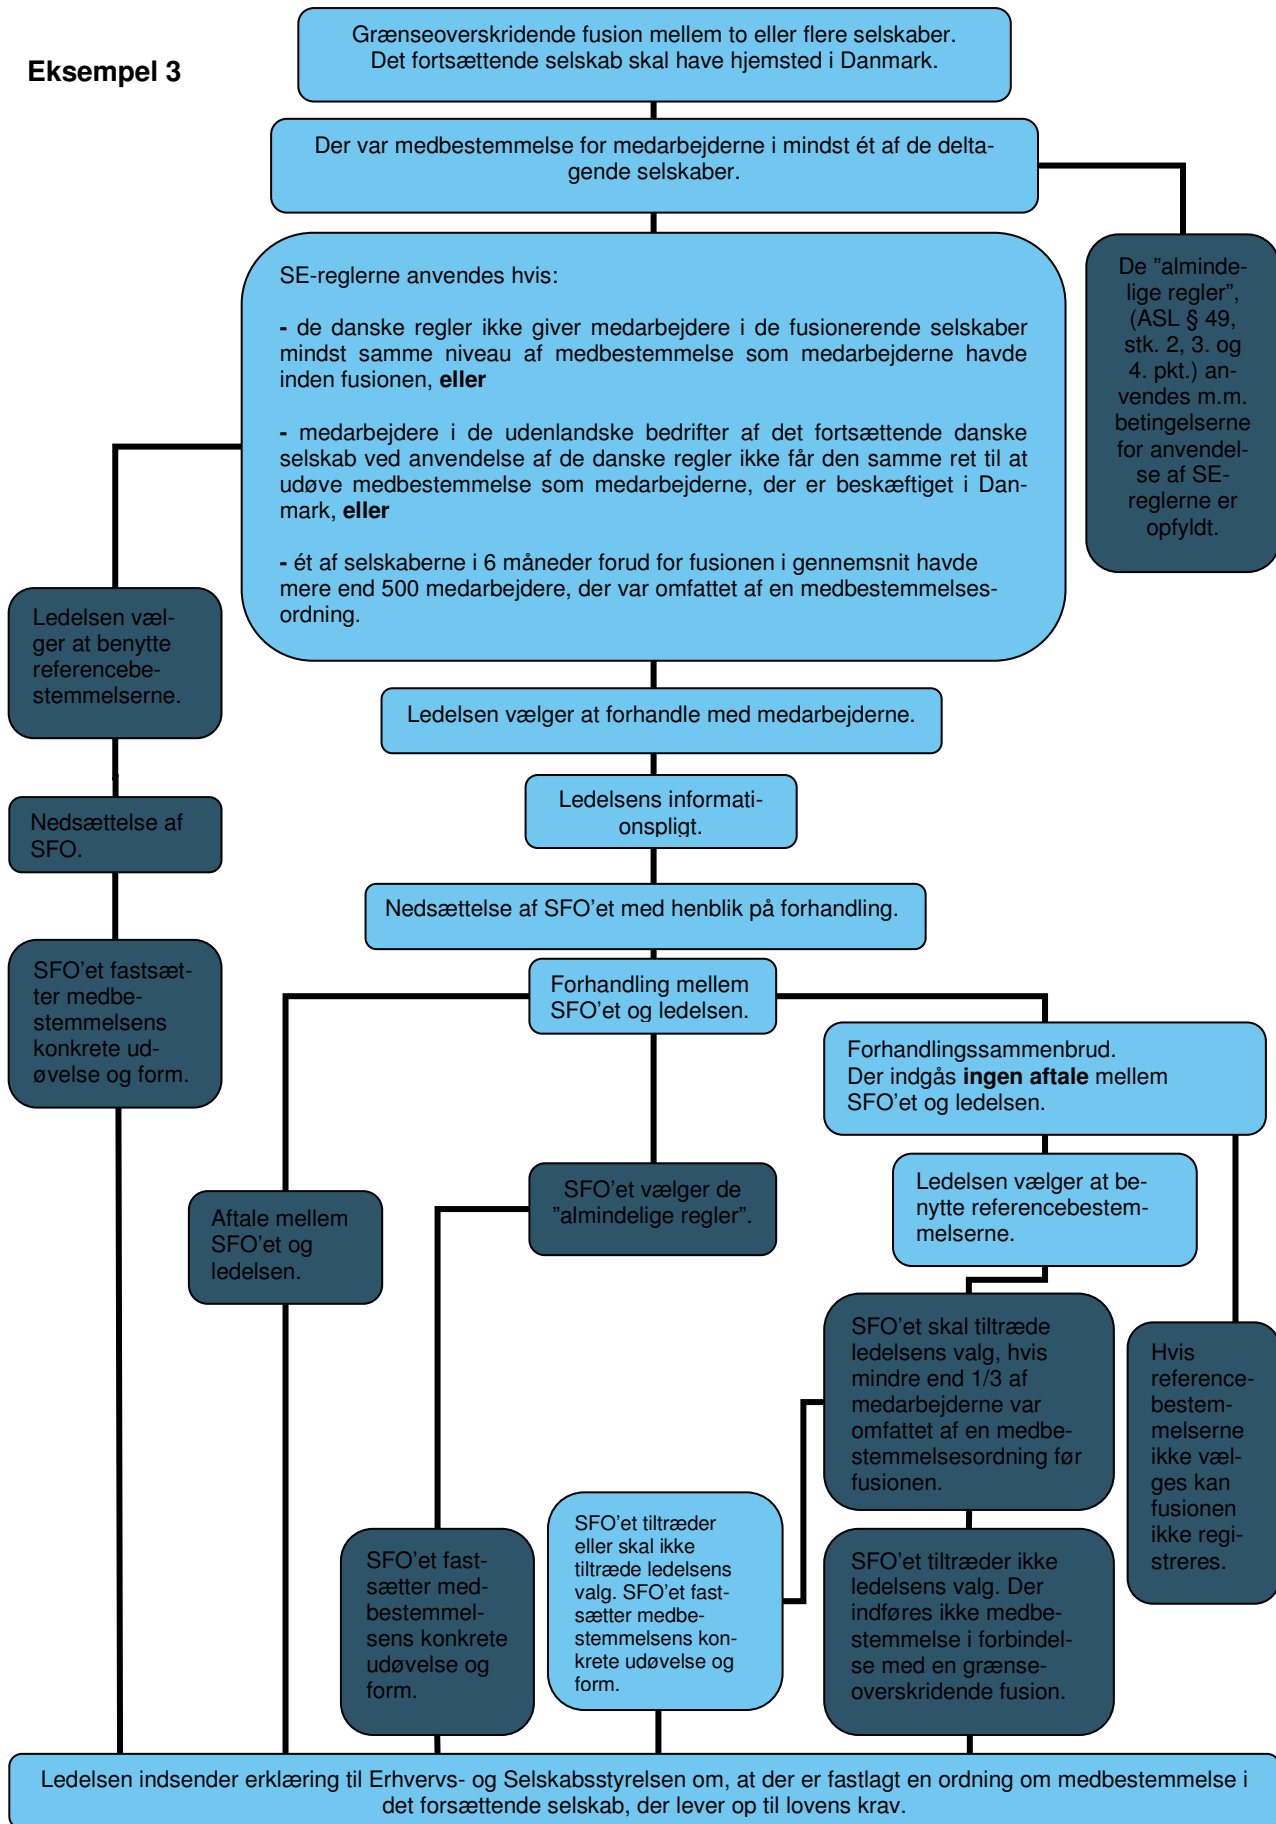 Eksempel 3
Grænseoverskridende fusion mellem to eller flere selskaber.
Det fortsættende selskab skal have hjemsted i Danmark.
Der var medbestemmelse for medarbejderne i mindst ét af de delta-
gende selskaber.
SE-reglerne anvendes hvis:
- de danske regler ikke giver medarbejdere i de fusionerende selskaber
mindst samme niveau af medbestemmelse som medarbejderne havde
inden fusionen, eller
- medarbejdere i de udenlandske bedrifter af det fortsættende danske
selskab ved anvendelse af de danske regler ikke får den samme ret til at
udøve medbestemmelse som medarbejderne, der er beskæftiget i Dan-
mark, eller
- ét af selskaberne i 6 måneder forud for fusionen i gennemsnit havde
mere end 500 medarbejdere, der var omfattet af en medbestemmelses-
ordning.
De ”alminde-
lige regler”,
(ASL § 49,
stk. 2, 3. og
4. pkt.) an-
vendes m.m.
betingelserne
for anvendel-
se af SE-
reglerne er
opfyldt.
Ledelsen væl-
ger at benytte
referencebe-
stemmelserne.
Nedsættelse af
SFO.
SFO’et fastsæt-
ter medbe-
stemmelsens
konkrete ud-
øvelse og form.
Ledelsen vælger at forhandle med medarbejderne.
Ledelsens informati-
onspligt.
Nedsættelse af SFO’et med henblik på forhandling.
Forhandling mellem
SFO’et og ledelsen.
Aftale mellem
SFO’et og
ledelsen.
SFO’et vælger de
”almindelige regler”.
SFO’et fast-
sætter med-
bestemmel-
sens konkrete
udøvelse og
form.
Forhandlingssammenbrud.
Der indgås ingen aftale mellem
SFO’et og ledelsen.
Ledelsen vælger at be-
nytte referencebestem-
melserne.
SFO’et skal tiltræde
ledelsens valg, hvis
mindre end 1/3 af
medarbejderne var
omfattet af en medbe-
stemmelsesordning før
fusionen.
Hvis
reference-
bestem-
melserne
ikke væl-
ges kan
fusionen
ikke regi-
streres.
SFO’et tiltræder
eller skal ikke
tiltræde ledelsens
valg. SFO’et fast-
sætter medbe-
stemmelsens kon-
krete udøvelse og
form.
SFO’et tiltræder ikke
ledelsens valg. Der
indføres ikke medbe-
stemmelse i forbindel-
se med en grænse-
overskridende fusion.
Ledelsen indsender erklæring til Erhvervs- og Selskabsstyrelsen om, at der er fastlagt en ordning om medbestemmelse i
det forsættende selskab, der lever op til lovens krav.